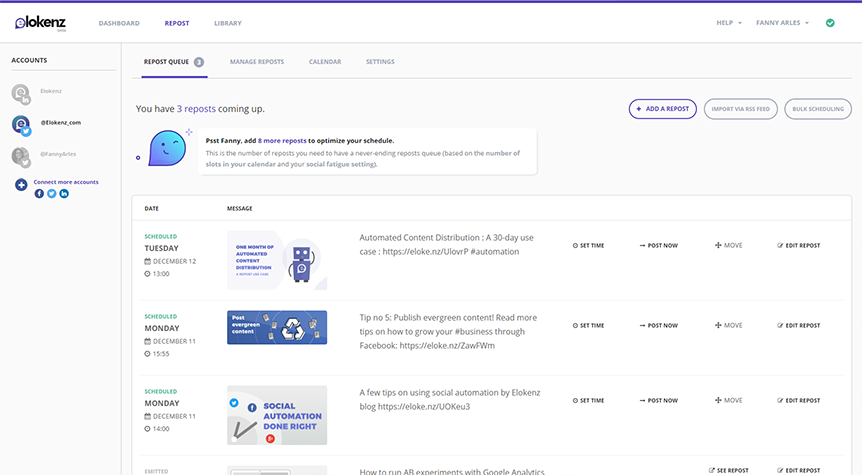 elokenz
beta
DASHBOARD
REPOST
LIBRARY
HELP
FANNY ARLES
ACCOUNTS
Elokenz
@Elokenz_com
@FannyArles
Connect more accounts
REPOST QUEUE 3
MANAGE REPOSTS
CALENDAR
SETTINGS
You have 3 reposts coming up.
+ ADD A REPOST
IMPORT VIA RSS FEED
BULK SCHEDULING
Psst Fanny, add 8 more reposts to optimize your schedule.
This is the number of reposts you need to have a never-ending reposts queue (based on the number of
slots in your calendar and your social fatigue setting).
DATE
MESSAGE
SCHEDULED
TUESDAY
DECEMBER 12
13:00
ONE MONTH OF
AUTOMATED
CONTENT
DISTRIBUTION
A REPOST USE CASE
Automated Content Distribution : A 30-day use
case : https://eloke.nz/UlovrP #automation
SET TIME
POST NOW
MOVE
EDIT REPOST
SCHEDULED
MONDAY
DECEMBER 11
15:55
Post
evergreen
content
Tip no 5: Publish evergreen content! Read more
tips on how to grow your #business through
Facebook: https://eloke.nz/ZawFWm
SET TIME
POST NOW
MOVE
EDIT REPOST
SCHEDULED
MONDAY
DECEMBER 11
14:00
SOCIAL
AUTOMATION
DONE RIGHT
A few tips on using social automation by Elokenz
blog https://eloke.nz/UOKeu3
SET TIME
POST NOW
MOVE
EDIT REPOST
EMITTED
How to run AB experiments with Google Analytics
SEE REPOST
EDIT REPOST